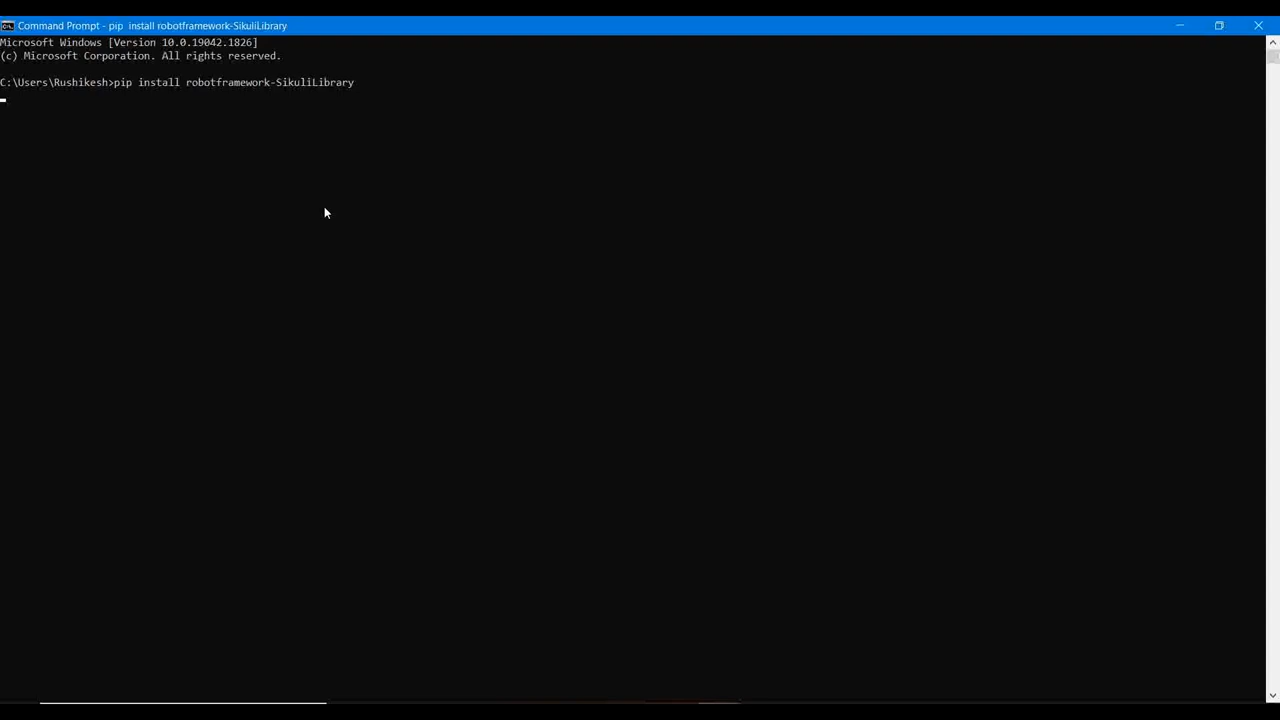 Command Prompt - pip  install robotframework-SikuliLibrary
Microsoft Windows [Version 10.0.19042.1826]
(c) Microsoft Corporation. All rights reserved.
C:\Users\Rushikesh>pip install robotframework-SikuliLibrary